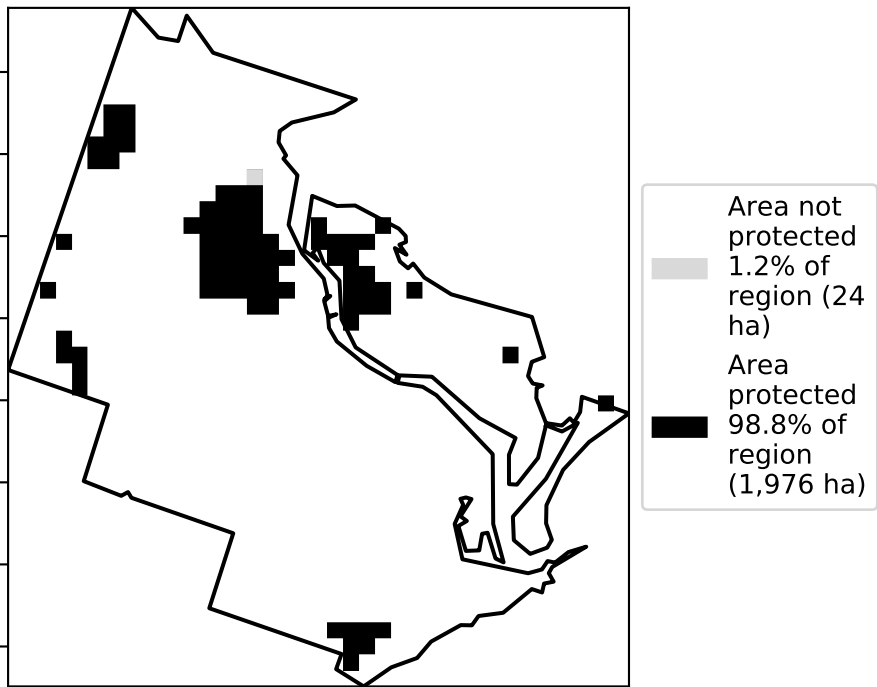 Area not
protected
1.2% of
region (24
ha)
Area
protected
98.8% of
region
(1,976 ha)